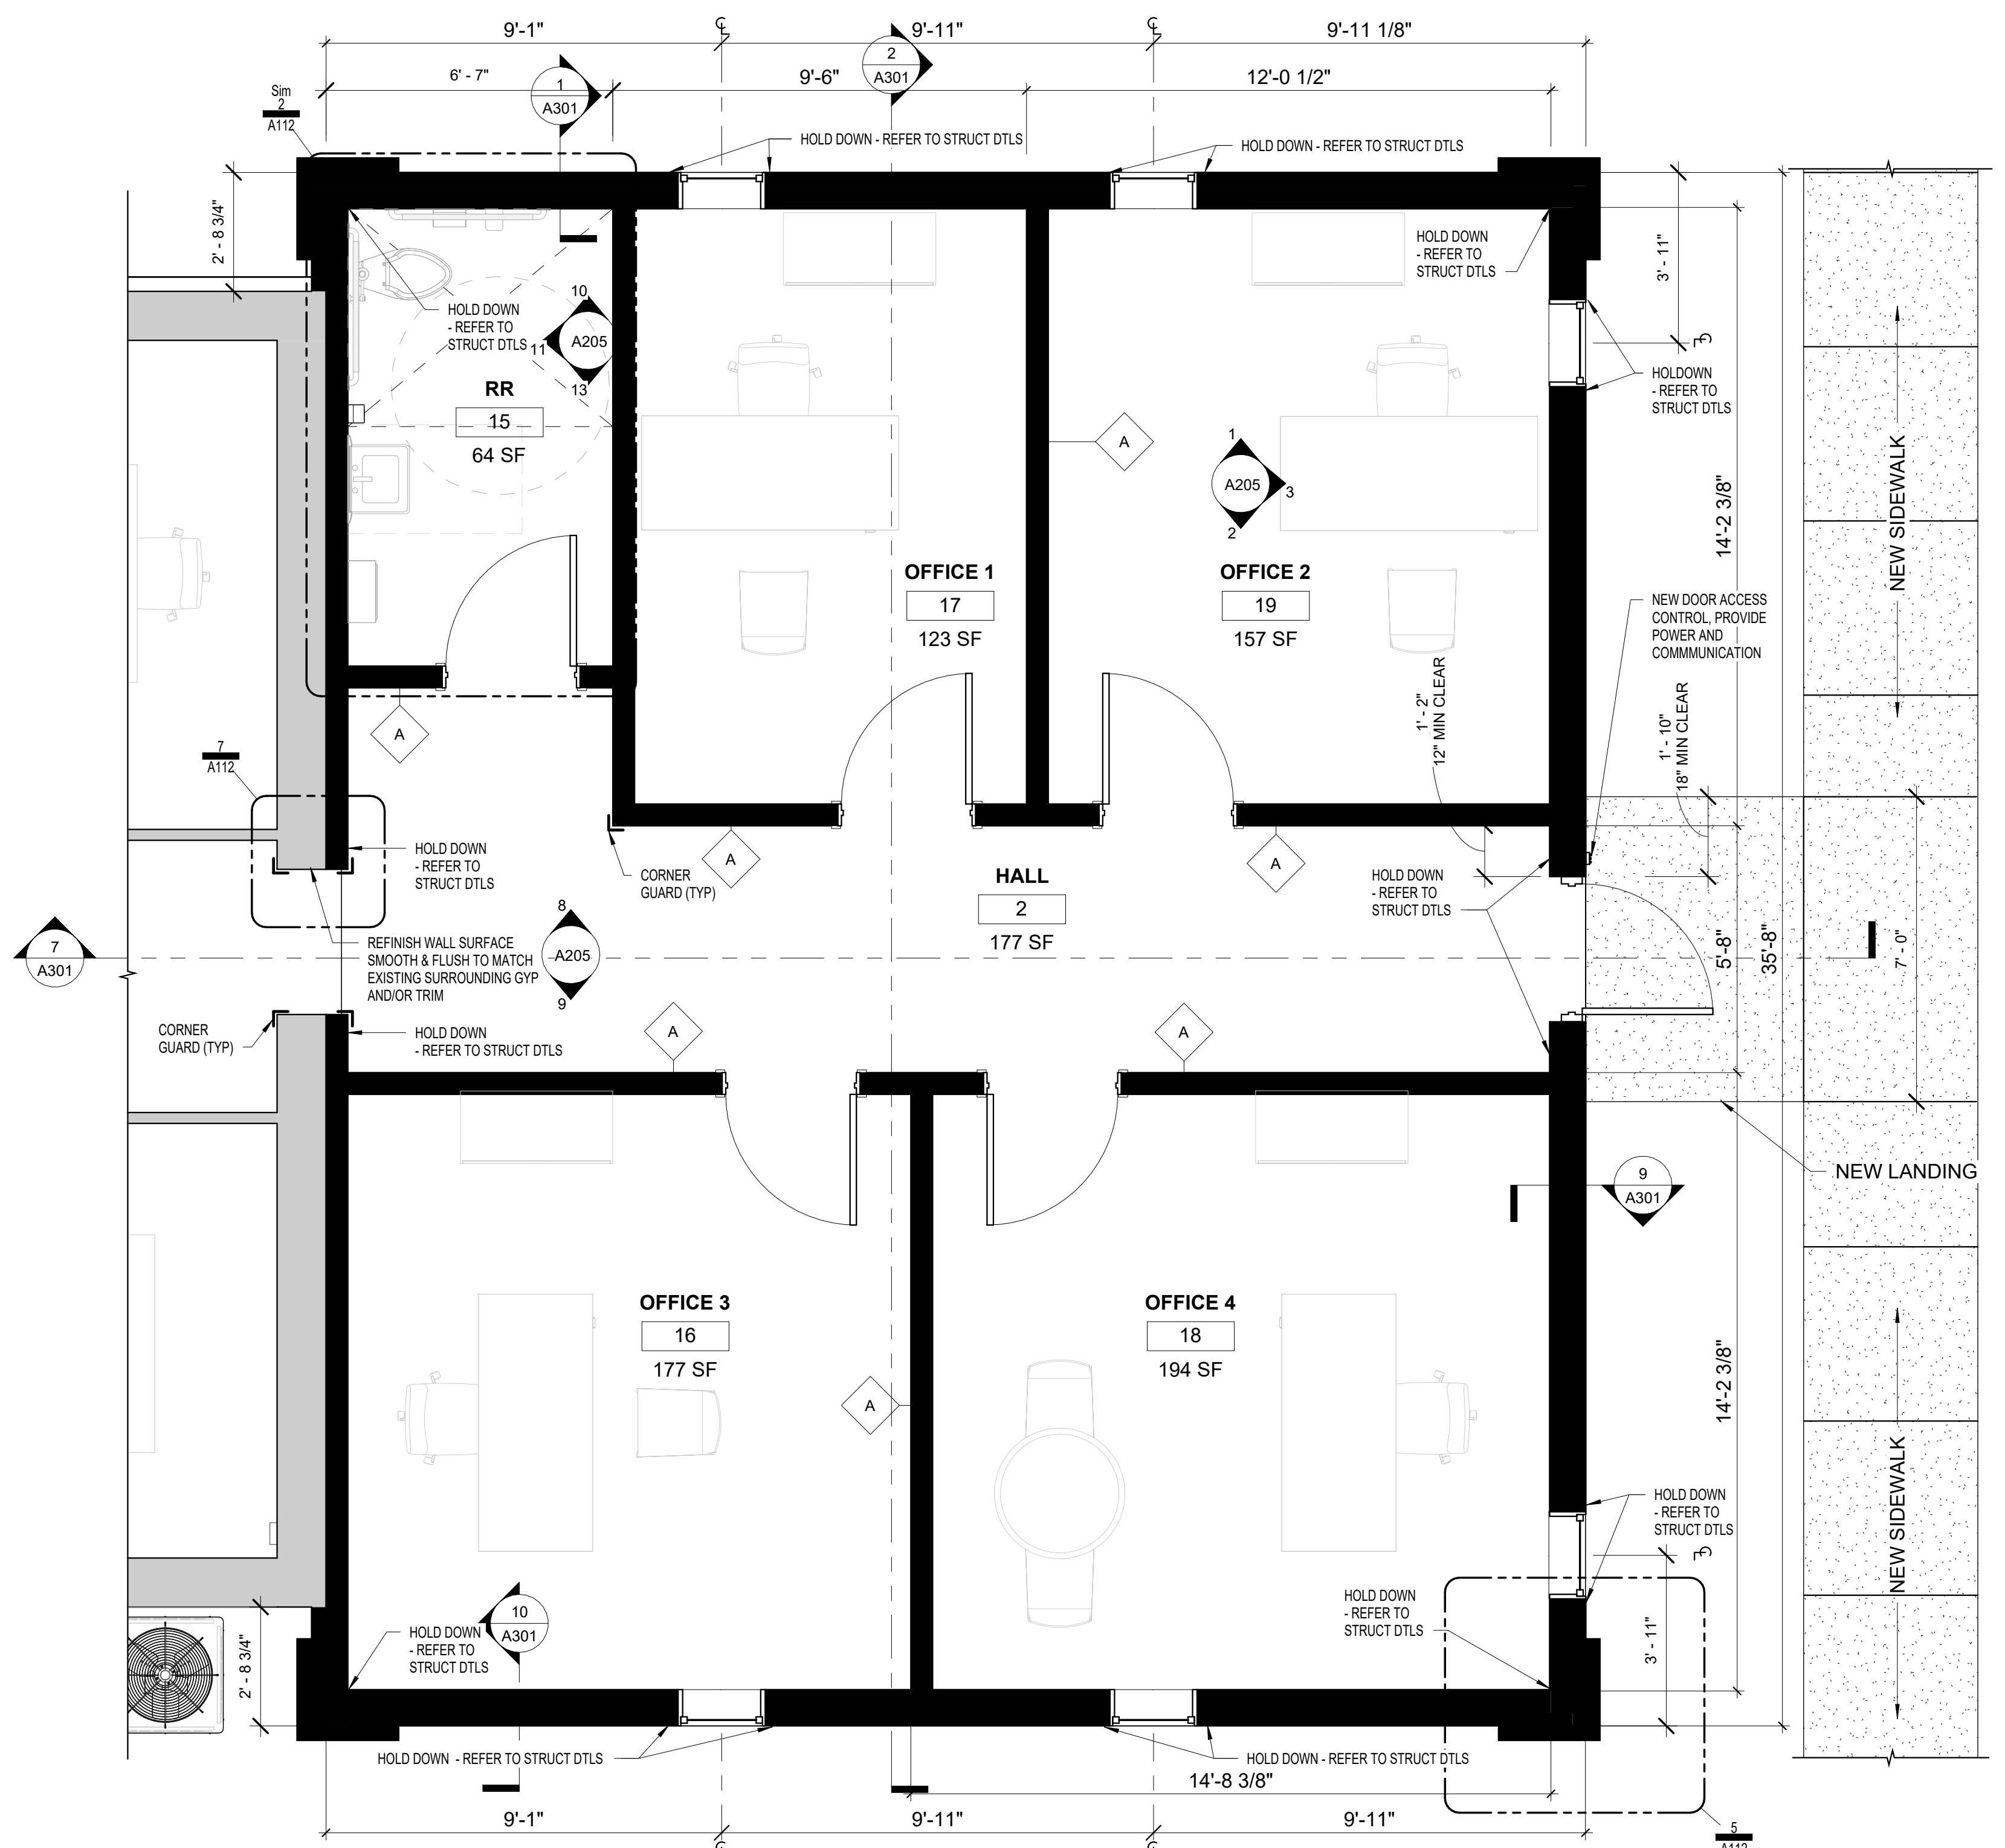 9'-1"
℄
9'-11"
℄
9'-11 1/8"
2
A301
6' - 7"
1
A301
9'-6"
12'-0 1/2"
Sim
2
A112
HOLD DOWN - REFER TO STRUCT DTLS
HOLD DOWN - REFER TO STRUCT DTLS
2' - 8 3/4"
HOLD DOWN
- REFER TO
STRUCT DTLS
3' - 11"
℄
HOLD DOWN
- REFER TO
STRUCT DTLS
10
11
A205
13
RR
15
64 SF
HOLDOWN
- REFER TO
STRUCT DTLS
A
1
A205
3
2
NEW SIDEWALK
14'-2 3/8"
OFFICE 1
17
123 SF
OFFICE 2
19
157 SF
NEW DOOR ACCESS
CONTROL, PROVIDE
POWER AND
COMMMUNICATION
1' - 2"
12" MIN CLEAR
1' - 10"
18" MIN CLEAR
A
7
A112
HOLD DOWN
- REFER TO
STRUCT DTLS
CORNER
GUARD (TYP)
A
A
HALL
2
177 SF
HOLD DOWN
- REFER TO
STRUCT DTLS
7
A301
REFINISH WALL SURFACE
SMOOTH & FLUSH TO MATCH
EXISTING SURROUNDING GYP
AND/OR TRIM
8
A205
9
5'-8"
35'-8"
7' - 0"
CORNER
GUARD (TYP)
HOLD DOWN
- REFER TO STRUCT DTLS
A
A
NEW LANDING
9
A301
OFFICE 3
16
177 SF
OFFICE 4
18
194 SF
A
14'-2 3/8"
NEW SIDEWALK
HOLD DOWN
- REFER TO
STRUCT DTLS
℄
3' - 11"
HOLD DOWN
- REFER TO
STRUCT DTLS
10
A301
HOLD DOWN
- REFER TO
STRUCT DTLS
2' - 8 3/4"
HOLD DOWN - REFER TO STRUCT DTLS
HOLD DOWN - REFER TO STRUCT DTLS
14'-8 3/8"
9'-1"
9'-11"
9'-11"
5
A112